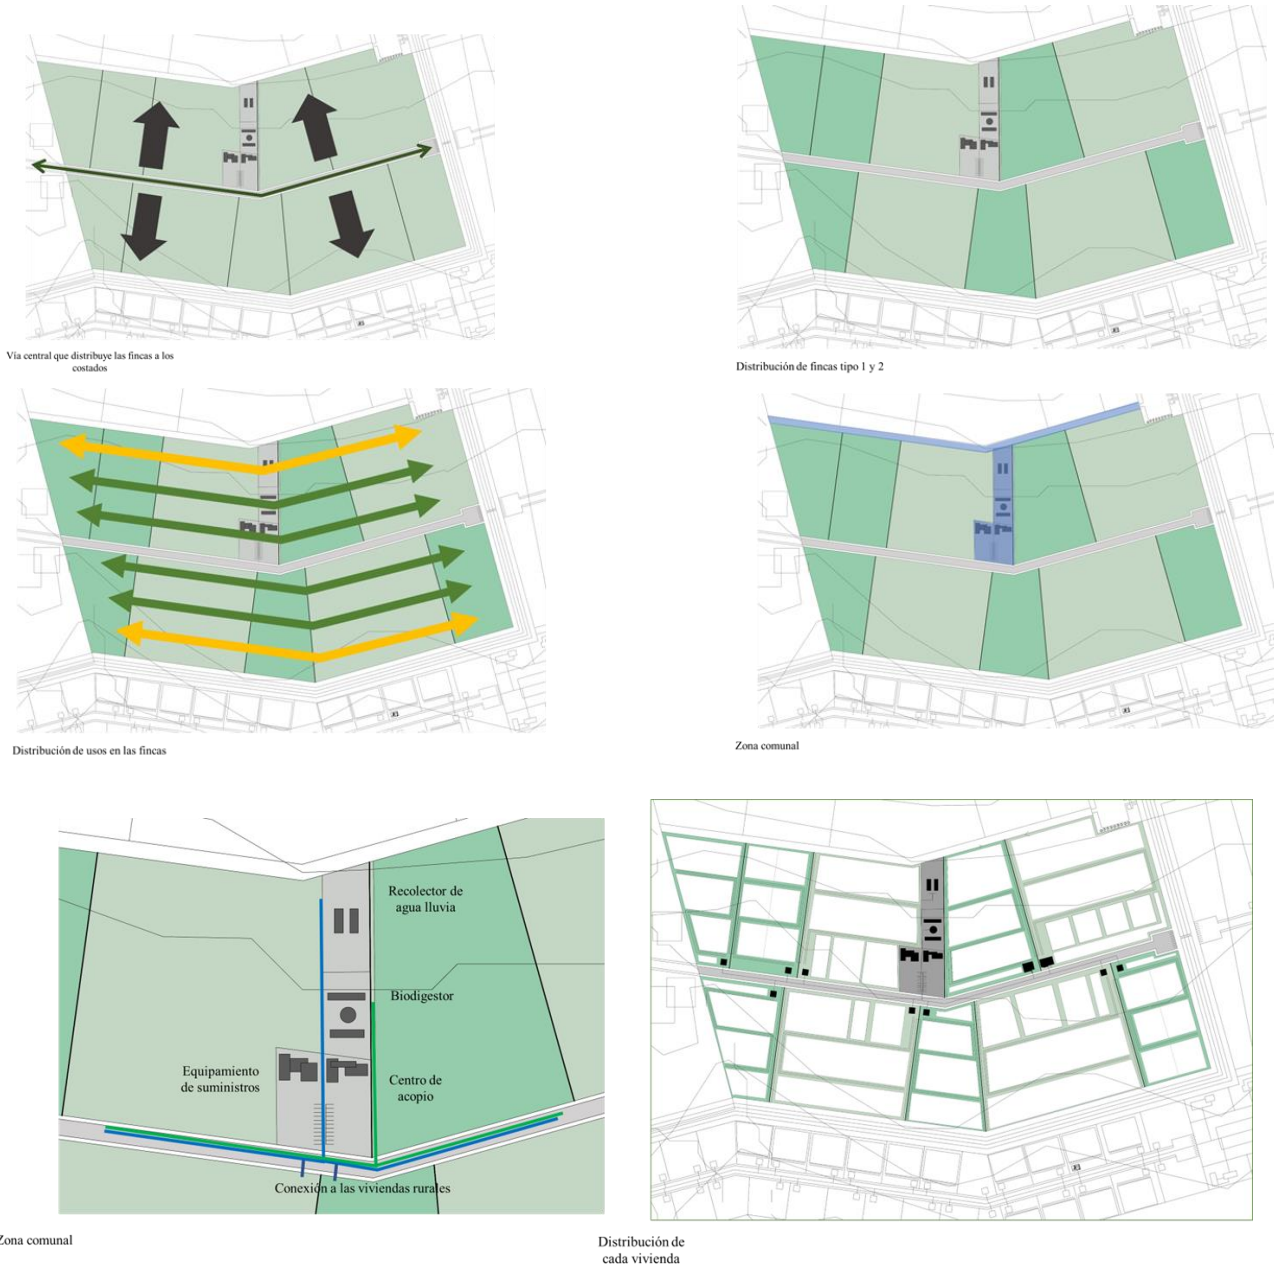 Vía central que distribuye las fincas a los
costados
Distribución de fincas tipo 1 y 2
Distribución de usos en las fincas
Zona comunal
Recolector de
agua lluvia
Biodigestor
Equipamiento
de suministros
Centro de
acopio
Conexión a las viviendas rurales
Zona comunal
Distribución de
cada vivienda